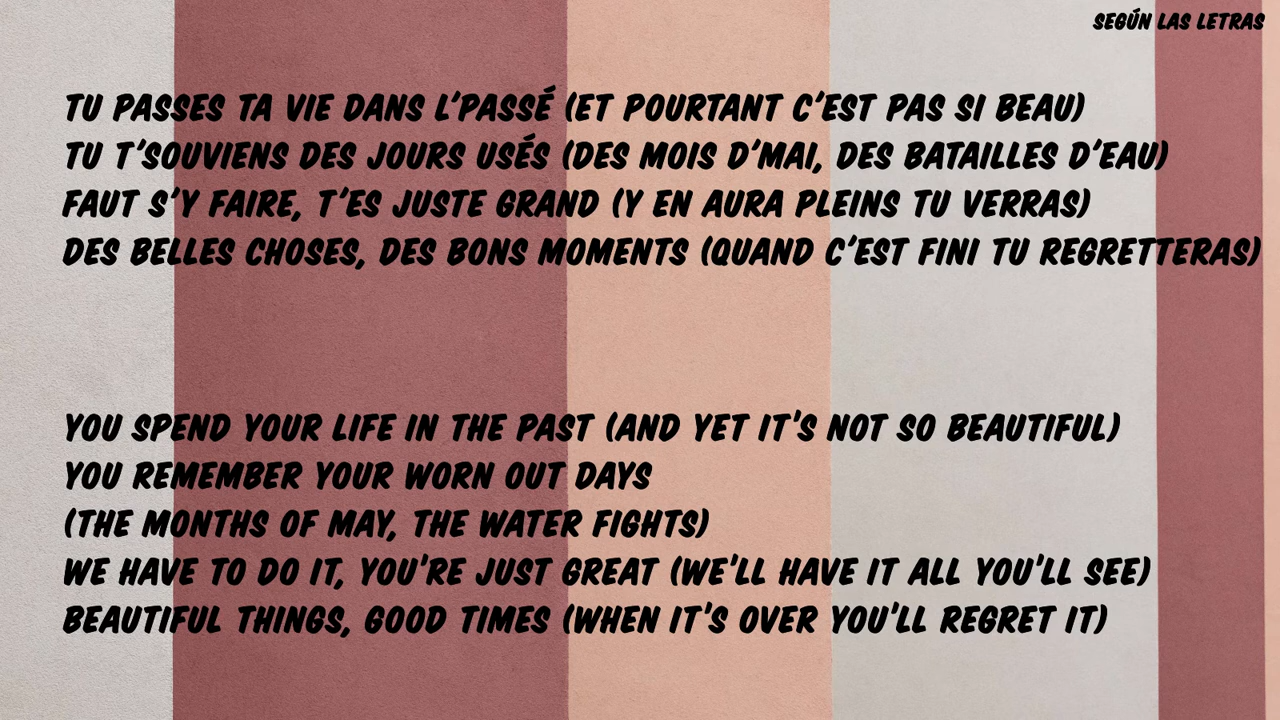 SEGÚN LAS LETRAS
TU PASSES TA VIE DANS L'PASSÉ (ET POURTANT C'EST PAS SI BEAU)
TU T'SOUVIENS DES JOURS USÉS (DES MOIS D'MAI, DES BATAILLES D'EAU)
FAUT S'Y FAIRE, T'ES JUSTE GRAND (Y EN AURA PLEINS TU VERRAS)
DES BELLES CHOSES, DES BONS MOMENTS (QUAND C'EST FINI TU REGRETTERAS)
YOU SPEND YOUR LIFE IN THE PAST (AND YET IT'S NOT SO BEAUTIFUL)
YOU REMEMBER YOUR WORN OUT DAYS
(THE MONTHS OF MAY, THE WATER FIGHTS)
WE HAVE TO DO IT, YOU'RE JUST GREAT (WE'LL HAVE IT ALL YOU'LL SEE)
BEAUTIFUL THINGS, GOOD TIMES (WHEN IT'S OVER YOU'LL REGRET IT)